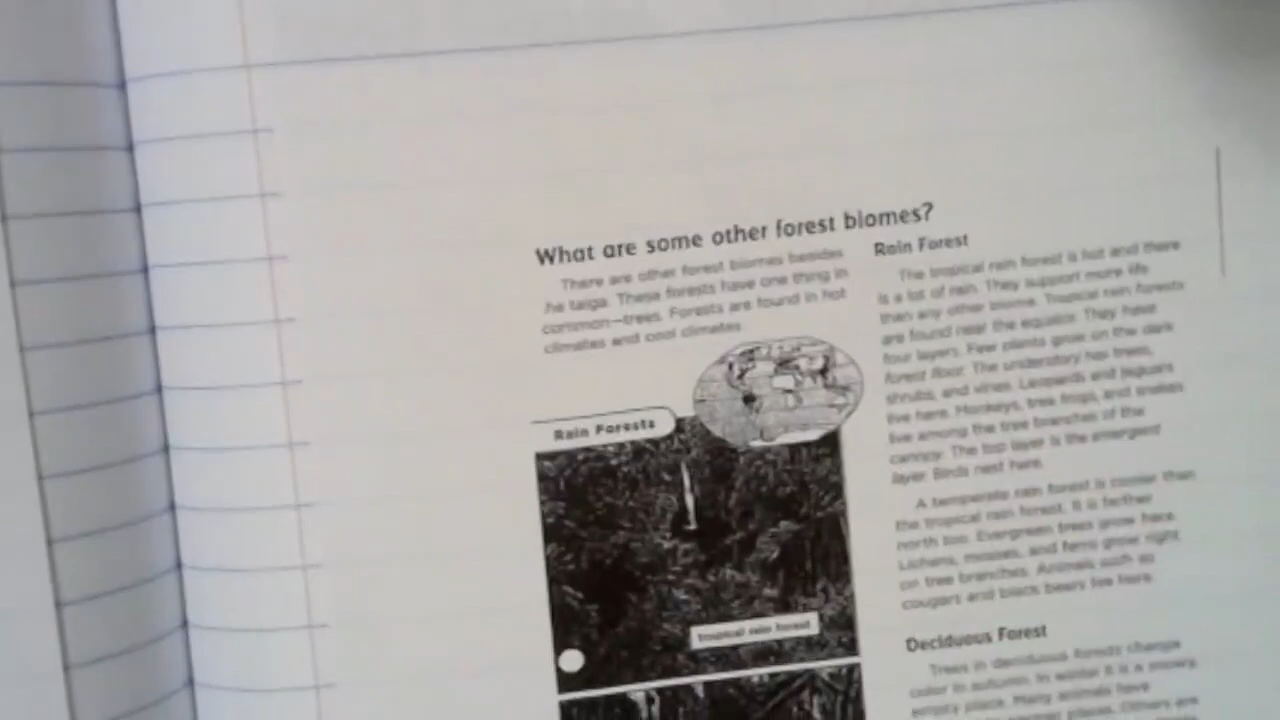 What are some other forest biomes?
There are other forest biomes besides
he taiga. These forests have one thing in
common—trees. Forests are found in hot
climates and cool climates.
Rain Forests
tropical rain forest
Rain Forest
The tropical rain forest is hot and there
is a lot of rain. They support more life
than any other biome. Tropical rain forests
are found near the equator. They have
four layers. Few plants grow on the dark
forest floor. The understory has trees,
shrubs, and vines. Leopards and jaguars
live here. Monkeys, tree frogs, and snakes
live among the tree branches of the
canopy. The top layer is the emergent
layer. Birds nest here.
A temperate rain forest is cooler than
the tropical rain forest. It is farther
north too. Evergreen trees grow here.
Lichens, mosses, and ferns grow right
on tree branches. Animals such as
cougars and black bears live here.
Deciduous Forest
Trees in deciduous forests change
color in autumn. In winter it is a snowy,
empty place. Many animals have
places. Others are